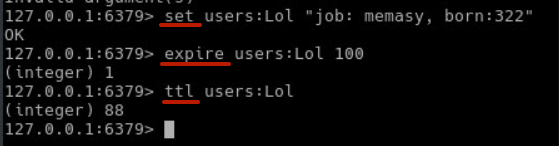 Invalid argument(s)
127.0.0.1:6379> set users:Lol "job: memasy, born:322"
OK
127.0.0.1:6379> expire users:Lol 100
(integer) 1
127.0.0.1:6379> ttl users:Lol
(integer) 88
127.0.0.1:6379>